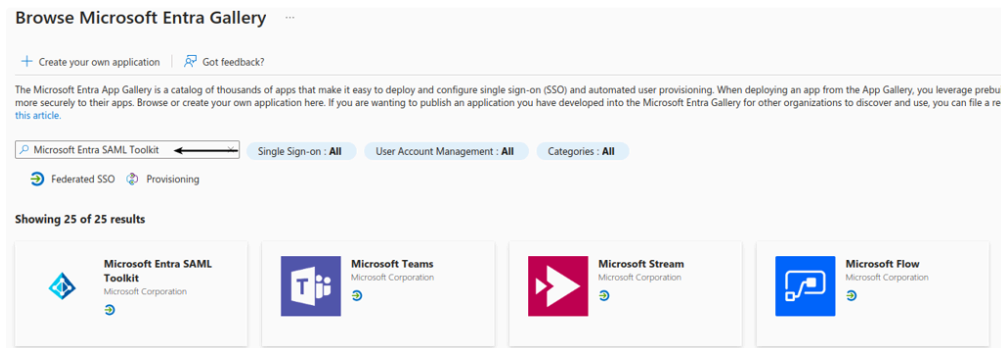 Browse Microsoft Entra Gallery ...
+ Create your own application Got feedback?
The Microsoft Entra App Gallery is a catalog of thousands of apps that make it easy to deploy and configure single sign-on (SSO) and automated user provisioning. When deploying an app from the App Gallery, you leverage prebui
more securely to their apps. Browse or create your own application here. If you are wanting to publish an application you have developed into the Microsoft Entra Gallery for other organizations to discover and use, you can file a re
this article.
Microsoft Entra SAML Toolkit Single Sign-on : All User Account Management : All Categories : All
Federated SSO Provisioning
Showing 25 of 25 results
Microsoft Entra SAML
Toolkit
Microsoft Corporation
Microsoft Teams
Microsoft Corporation
Microsoft Stream
Microsoft Corporation
Microsoft Flow
Microsoft Corporation